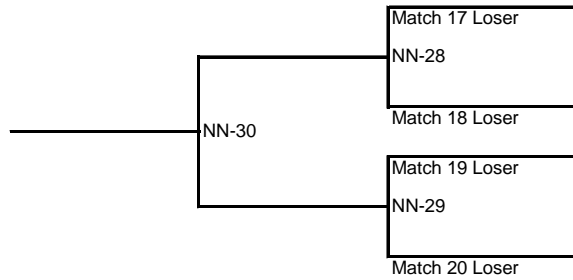 Match 17 Loser
NN-28
Match 18 Loser
NN-30
Match 19 Loser
NN-29
Match 20 Loser